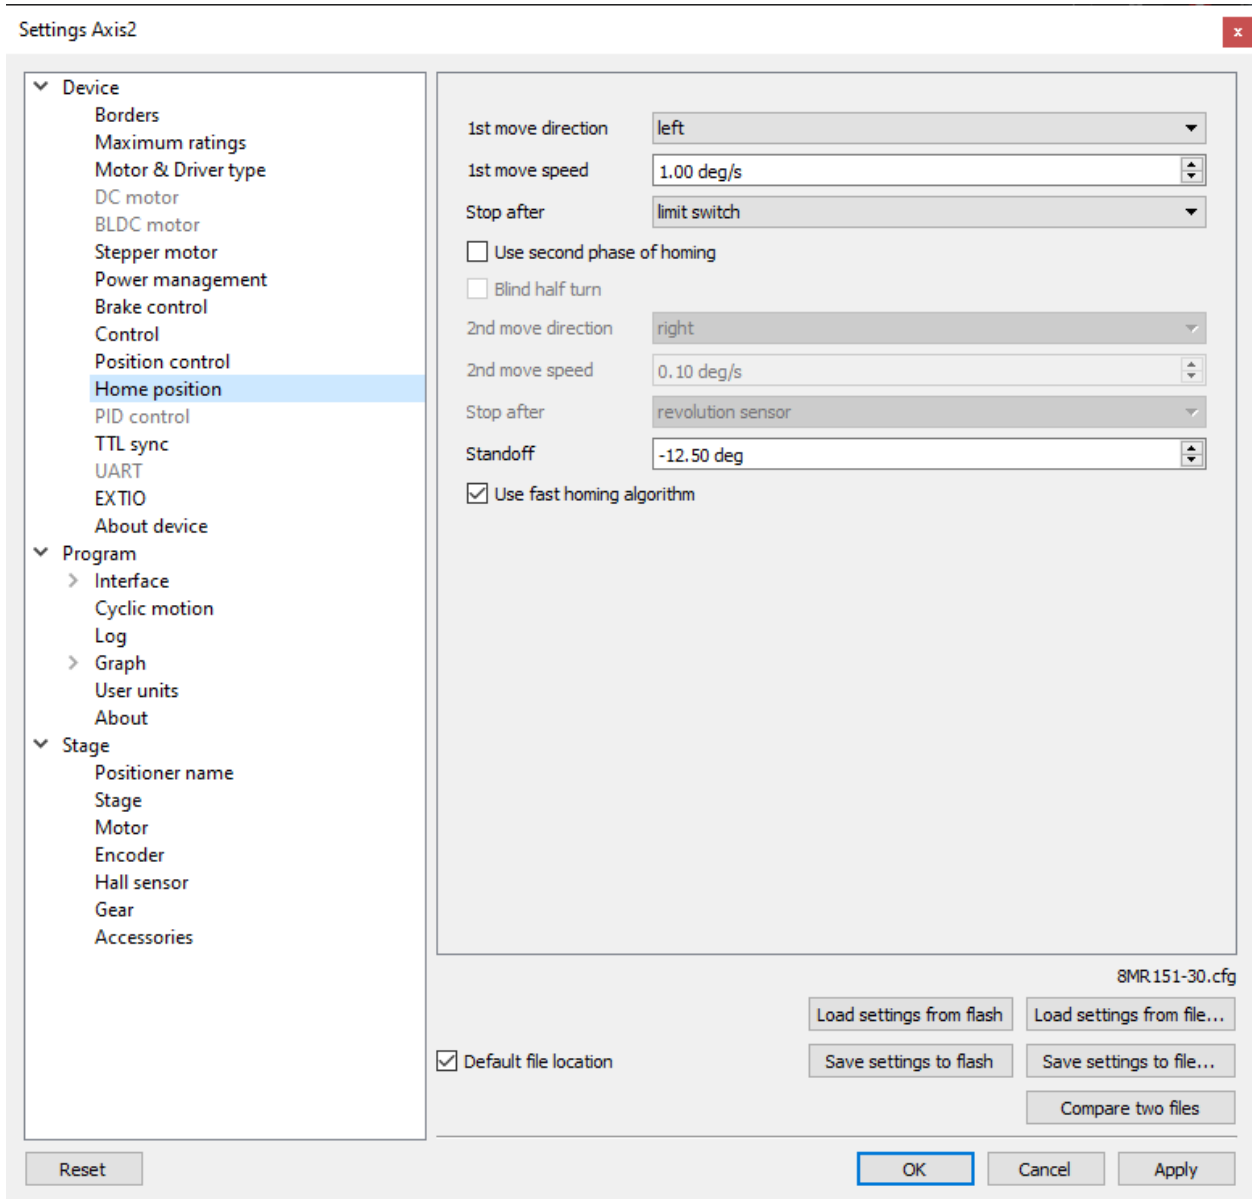 Settings Axis2
x
Device
Borders
Maximum ratings
Motor & Driver type
DC motor
BLDC motor
Stepper motor
Power management
Brake control
Control
Position control
Home position
PID control
TTL sync
UART
EXTIO
About device
Program
Interface
Cyclic motion
Log
Graph
User units
About
Stage
Positioner name
Stage
Motor
Encoder
Hall sensor
Gear
Accessories
1st move direction left
1st move speed 1.00 deg/s
Stop after limit switch
Use second phase of homing
Blind half turn
2nd move direction right
2nd move speed 0.10 deg/s
Stop after revolution sensor
Standoff -12.50 deg
Use fast homing algorithm
8MR151-30.cfg
Load settings from flash Load settings from file...
Default file location Save settings to flash Save settings to file...
Compare two files
Reset OK Cancel Apply